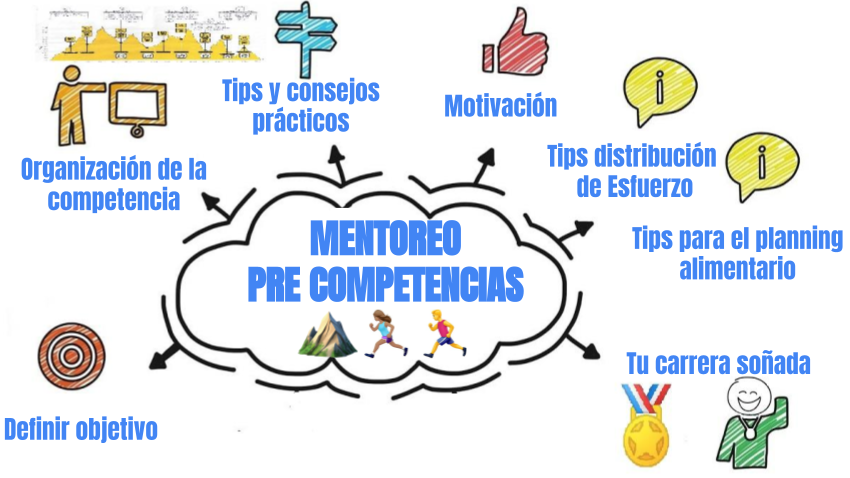 Tips y consejos
prácticos
Motivación
Organización de la
competencia
Tips distribución
de Esfuerzo
i
i
Tips para el planning
alimentario
MENTOREO
PRE COMPETENCIAS
Tu carrera soñada
Definir objetivo